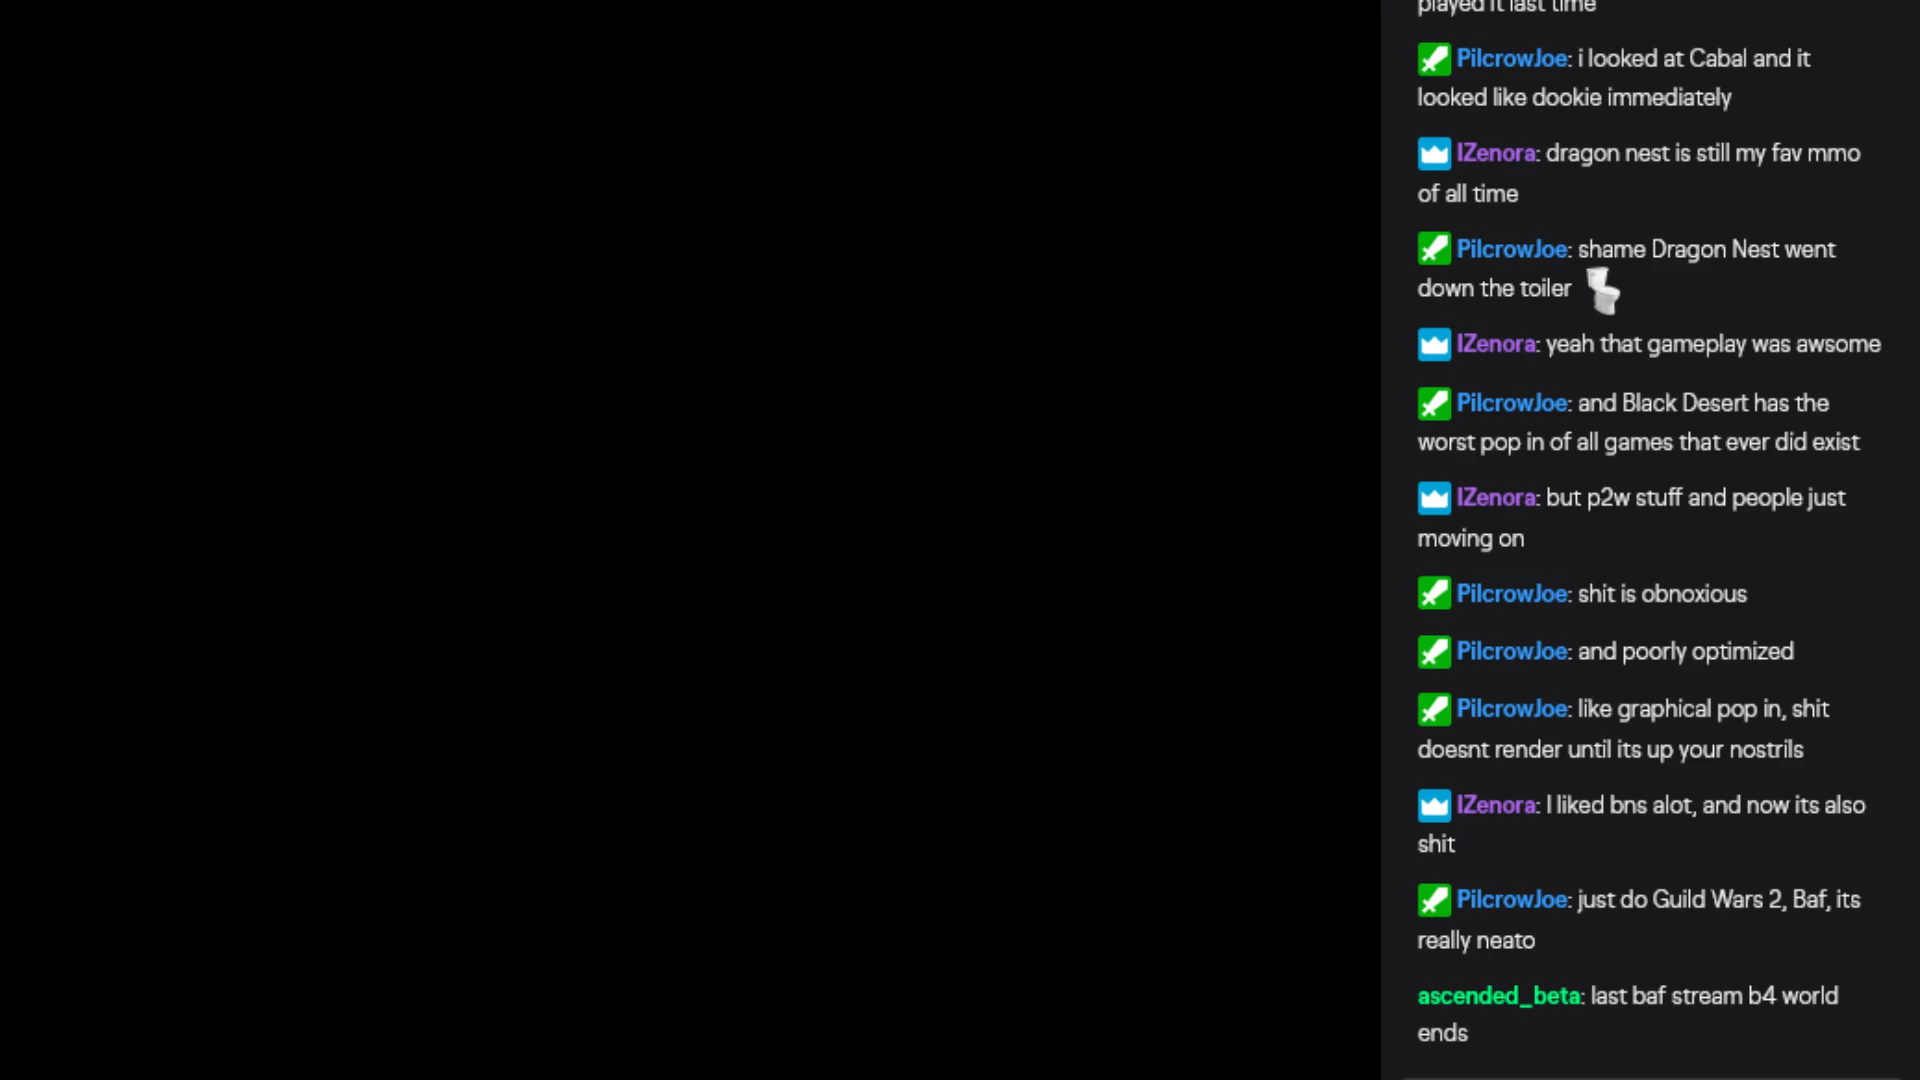 played it last time
PilcrowJoe: i looked at Cabal and it
looked like dookie immediately
IZenora: dragon nest is still my fav mmo
of all time
PilcrowJoe: shame Dragon Nest went
down the toiler
IZenora: yeah that gameplay was awsome
PilcrowJoe: and Black Desert has the
worst pop in of all games that ever did exist
IZenora: but p2w stuff and people just
moving on
PilcrowJoe: shit is obnoxious
PilcrowJoe: and poorly optimized
PilcrowJoe: like graphical pop in, shit
doesnt render until its up your nostrils
IZenora: I liked bns alot, and now its also
shit
PilcrowJoe: just do Guild Wars 2, Baf, its
really neato
ascended_beta: last baf stream b4 world
ends